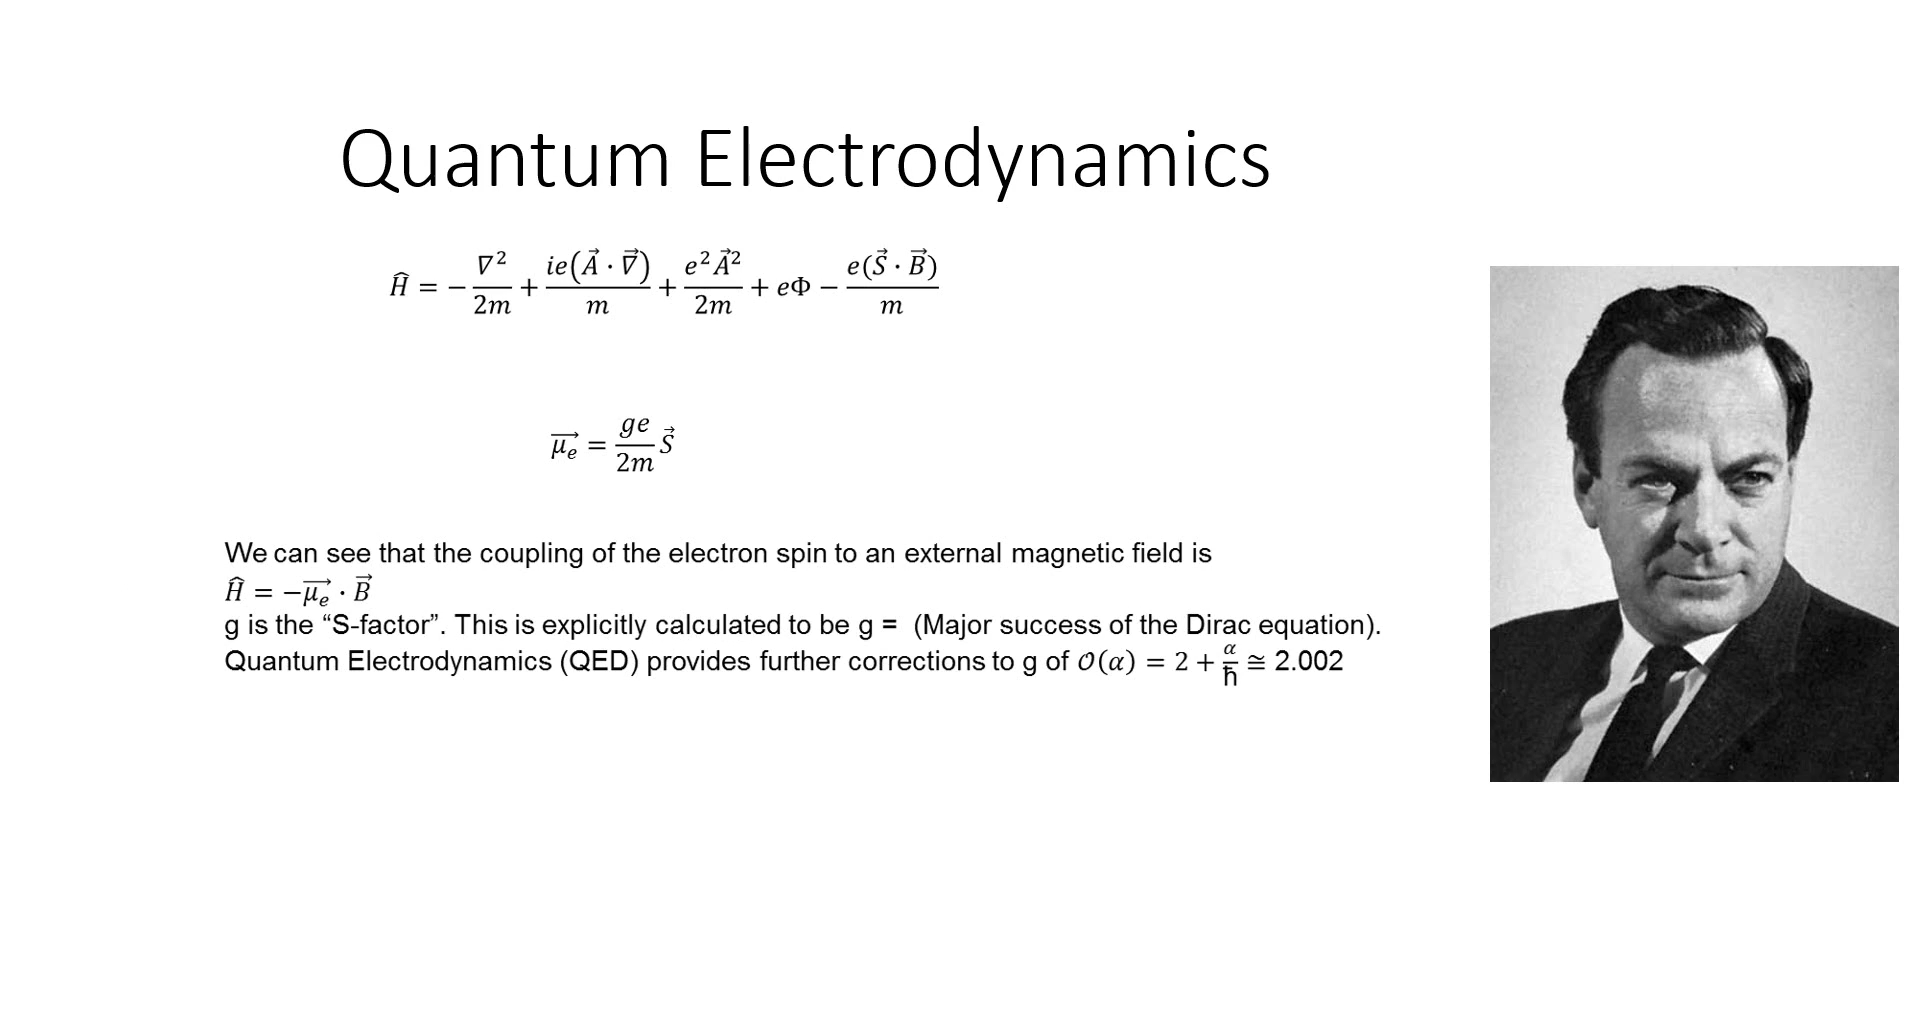 Quantum Electrodynamics
Ĥ = −∇²/2m + ie(A⃗ · ∇⃗)/m + e²A⃗²/2m + eΦ − e(S⃗ · B⃗)/m
μₑ⃗ = ge/2m S⃗
We can see that the coupling of the electron spin to an external magnetic field is
Ĥ = −μₑ⃗ · B⃗
g is the “S-factor”. This is explicitly calculated to be g = (Major success of the Dirac equation).
Quantum Electrodynamics (QED) provides further corrections to g of 𝒪(α) = 2 + α/ħ ≅ 2.002